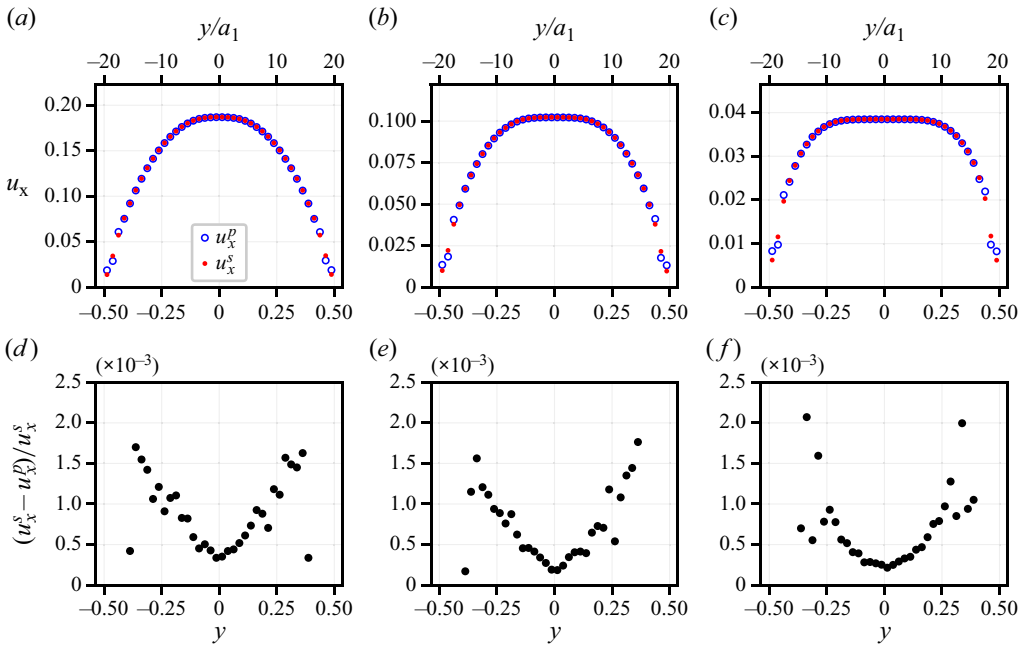 (a) (b) (c)
y/a₁ y/a₁ y/a₁
–20 –10 0 10 20 –20 –10 0 10 20 –20 –10 0 10 20
0.20 0.100 0.04
0.15 0.075 0.03
uₓ
0.10 0.050 0.02
0.05 0.025 0.01
0 0 0
uₓᵖ
uₓˢ
–0.50 –0.25 0 0.25 0.50 –0.50 –0.25 0 0.25 0.50 –0.50 –0.25 0 0.25 0.50
(d) (e) (f)
(×10⁻³) (×10⁻³) (×10⁻³)
2.5 2.5 2.5
2.0 2.0 2.0
1.5 1.5 1.5
(uₓˢ – uₓᵖ)/uₓˢ
1.0 1.0 1.0
0.5 0.5 0.5
0 0 0
–0.50 –0.25 0 0.25 0.50 –0.50 –0.25 0 0.25 0.50 –0.50 –0.25 0 0.25 0.50
y y y